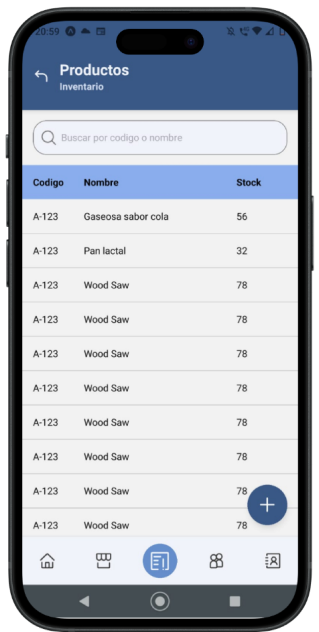 20:59
Productos
Inventario
Buscar por codigo o nombre
Codigo Nombre Stock
A-123 Gaseosa sabor cola 56
A-123 Pan lactal 32
A-123 Wood Saw 78
A-123 Wood Saw 78
A-123 Wood Saw 78
A-123 Wood Saw 78
A-123 Wood Saw 78
A-123 Wood Saw 78
A-123 Wood Saw 78
A-123 Wood Saw 78